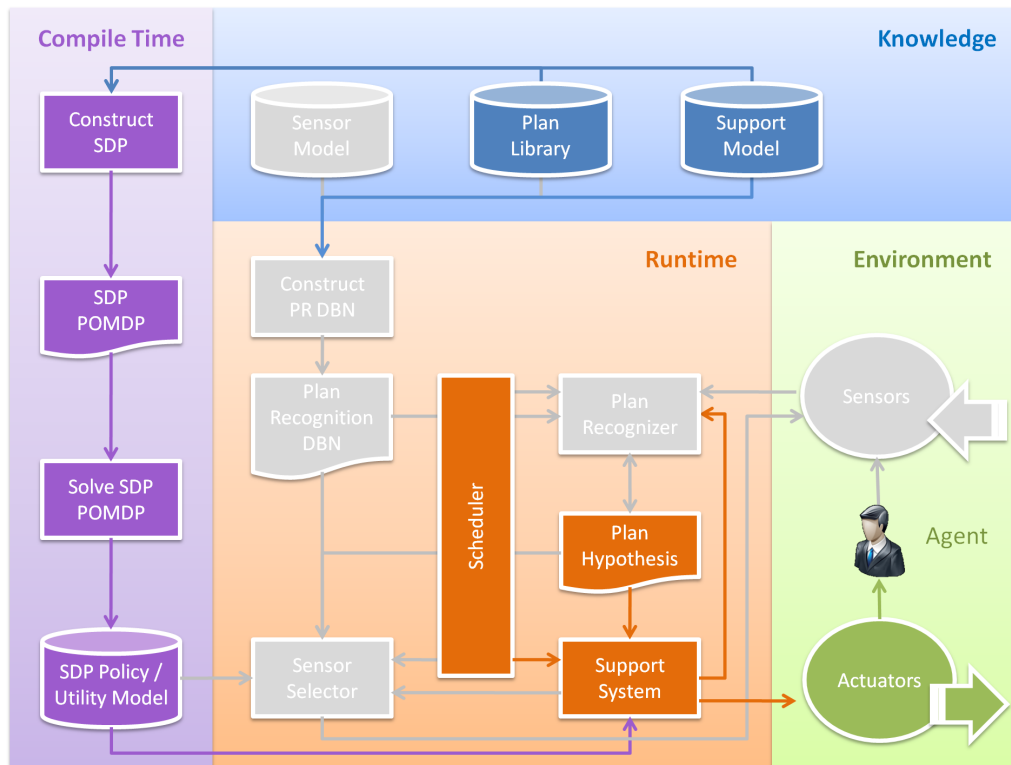 Compile Time
Knowledge
Construct
SDP
Sensor
Model
Plan
Library
Support
Model
Runtime
Environment
Construct
PR DBN
SDP
POMDP
Plan
Recognition
DBN
Scheduler
Plan
Recognizer
Sensors
Solve SDP
POMDP
Plan
Hypothesis
Agent
SDP Policy /
Utility Model
Sensor
Selector
Support
System
Actuators